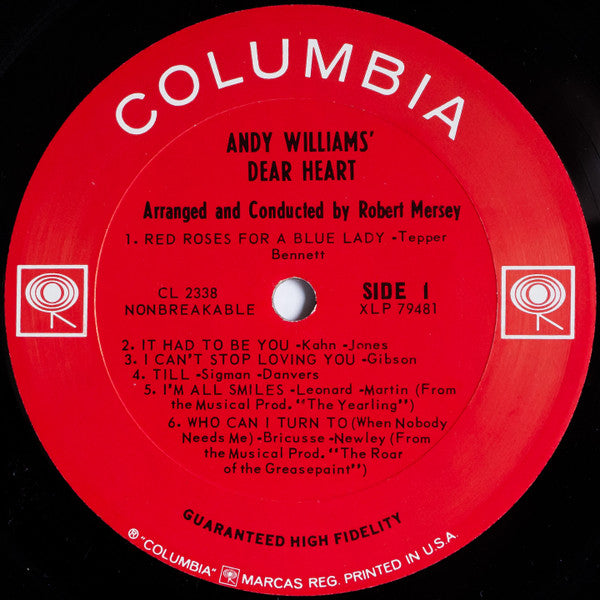 COLUMBIA
ANDY WILLIAMS'
DEAR HEART
Arranged and Conducted by Robert Mersey
1. RED ROSES FOR A BLUE LADY -Tepper
Bennett
CL 2338
NONBREAKABLE
SIDE 1
XLP 79481
2. IT HAD TO BE YOU -Kahn -Jones
3. I CAN'T STOP LOVING YOU -Gibson
4. TILL -Sigman -Danvers
5. I'M ALL SMILES -Leonard -Martin (From
the Musical Prod. "The Yearling")
6. WHO CAN I TURN TO (When Nobody
Needs Me) -Bricusse -Newley (From
the Musical Prod. "The Roar
of the Greasepaint")
GUARANTEED HIGH FIDELITY
® "COLUMBIA" MARCAS REG. PRINTED IN U.S.A.